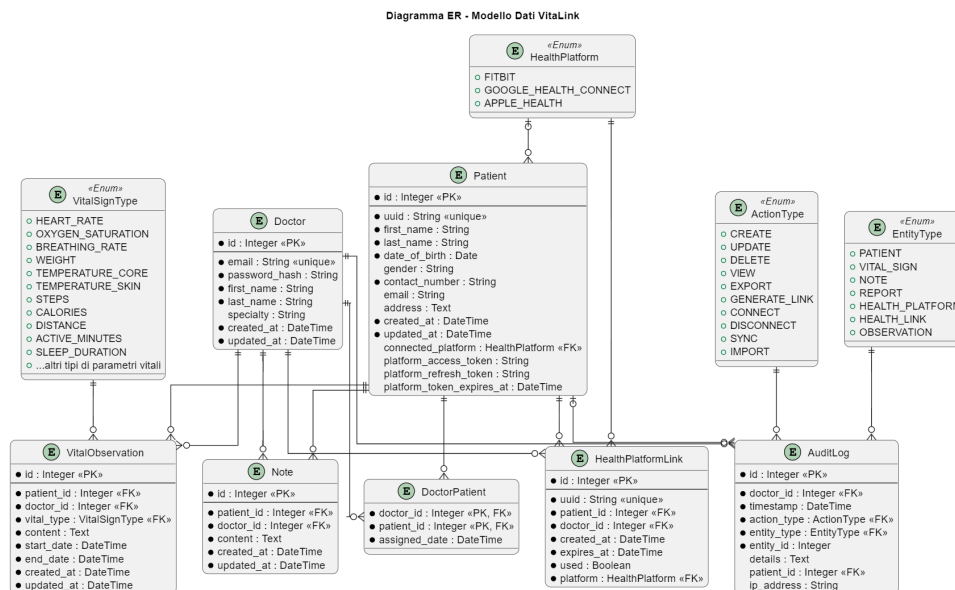 Diagramma ER - Modello Dati VitaLink
E «Enum»
HealthPlatform
FITBIT
GOOGLE_HEALTH_CONNECT
APPLE_HEALTH
E Patient
id : Integer «PK»
uuid : String «unique»
first_name : String
last_name : String
date_of_birth : Date
gender : String
contact_number : String
email : String
address : Text
created_at : DateTime
updated_at : DateTime
connected_platform : HealthPlatform «FK»
platform_access_token : String
platform_refresh_token : String
platform_token_expires_at : DateTime
E «Enum»
VitalSignType
HEART_RATE
OXYGEN_SATURATION
BREATHING_RATE
WEIGHT
TEMPERATURE_CORE
TEMPERATURE_SKIN
STEPS
CALORIES
DISTANCE
ACTIVE_MINUTES
SLEEP_DURATION
...altri tipi di parametri vitali
E Doctor
id : Integer «PK»
email : String «unique»
password_hash : String
first_name : String
last_name : String
specialty : String
created_at : DateTime
updated_at : DateTime
E «Enum»
ActionType
CREATE
UPDATE
DELETE
VIEW
EXPORT
GENERATE_LINK
CONNECT
DISCONNECT
SYNC
IMPORT
E «Enum»
EntityType
PATIENT
VITAL_SIGN
NOTE
REPORT
HEALTH_PLATFORM
HEALTH_LINK
OBSERVATION
E VitalObservation
id : Integer «PK»
patient_id : Integer «FK»
doctor_id : Integer «FK»
vital_type : VitalSignType «FK»
content : Text
start_date : DateTime
end_date : DateTime
created_at : DateTime
updated_at : DateTime
E Note
id : Integer «PK»
patient_id : Integer «FK»
doctor_id : Integer «FK»
content : Text
created_at : DateTime
updated_at : DateTime
E DoctorPatient
doctor_id : Integer «PK, FK»
patient_id : Integer «PK, FK»
assigned_date : DateTime
E HealthPlatformLink
id : Integer «PK»
uuid : String «unique»
patient_id : Integer «FK»
doctor_id : Integer «FK»
created_at : DateTime
expires_at : DateTime
used : Boolean
platform : HealthPlatform «FK»
E AuditLog
id : Integer «PK»
doctor_id : Integer «FK»
timestamp : DateTime
action_type : ActionType «FK»
entity_type : EntityType «FK»
entity_id : Integer
details : Text
patient_id : Integer «FK»
ip_address : String